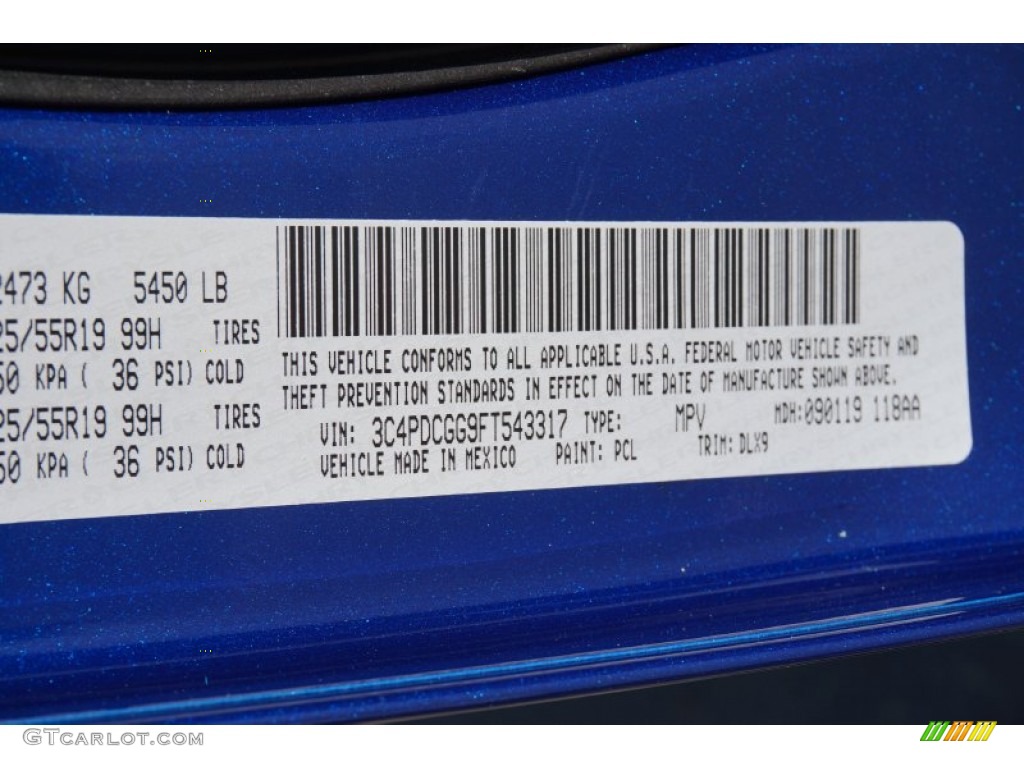 2473 KG 5450 LB
25/55R19 99H TIRES
50 KPA ( 36 PSI) COLD
25/55R19 99H TIRES
50 KPA ( 36 PSI) COLD
THIS VEHICLE CONFORMS TO ALL APPLICABLE U.S.A. FEDERAL MOTOR VEHICLE SAFETY AND
THEFT PREVENTION STANDARDS IN EFFECT ON THE DATE OF MANUFACTURE SHOWN ABOVE.
VIN: 3C4PDCGG9FT543317 TYPE: MPV MDH:090119 118AA
VEHICLE MADE IN MEXICO PAINT: PCL TRIM: DLX9
GTCARLOT.COM